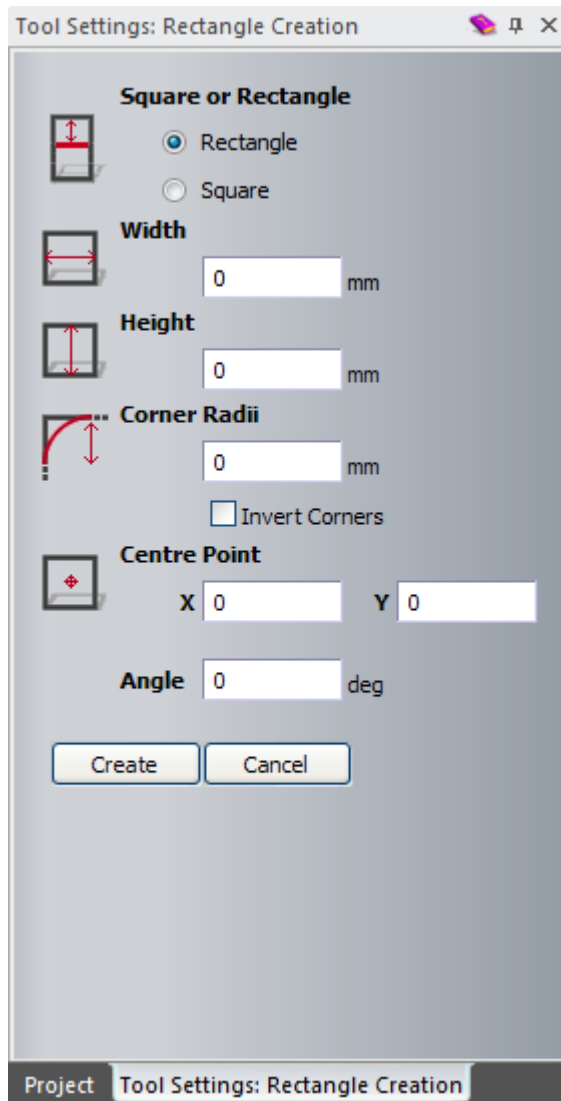 Tool Settings: Rectangle Creation
Square or Rectangle
Rectangle
Square
Width
0 mm
Height
0 mm
Corner Radii
0 mm
Invert Corners
Centre Point
X 0 Y 0
Angle 0 deg
Create Cancel
Project Tool Settings: Rectangle Creation